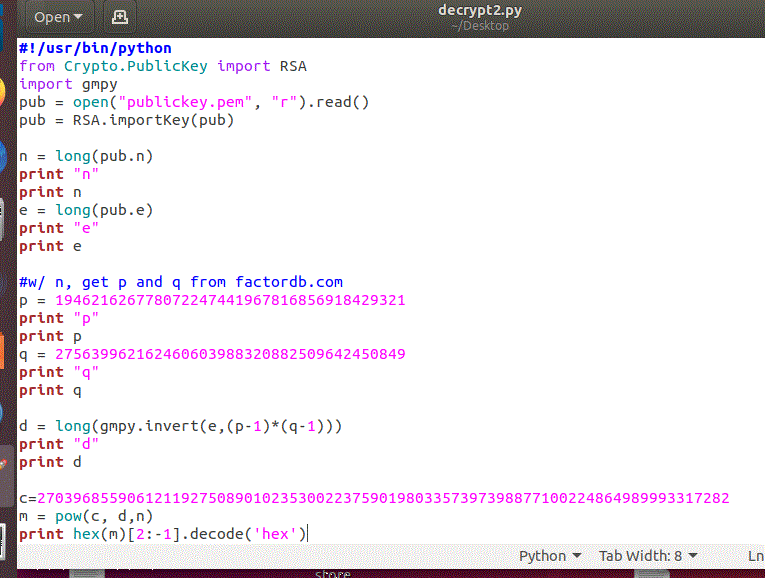 Open
decrypt2.py
~/Desktop
#!/usr/bin/python
from Crypto.PublicKey import RSA
import gmpy
pub = open("publickey.pem", "r").read()
pub = RSA.importKey(pub)
n = long(pub.n)
print "n"
print n
e = long(pub.e)
print "e"
print e
#w/ n, get p and q from factordb.com
p = 194621626778072247441967816856918429321
print "p"
print p
q = 275639962162460603988320882509642450849
print "q"
print q
d = long(gmpy.invert(e,(p-1)*(q-1)))
print "d"
print d
c=27039685590612119275089010235300223759019803357397398877100224864989993317282
m = pow(c, d,n)
print hex(m)[2:-1].decode('hex')
Python Tab Width: 8 Ln
store